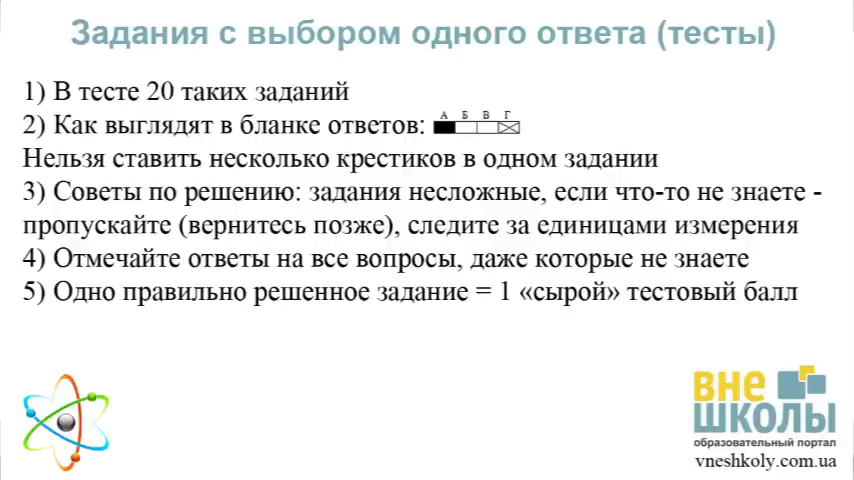 Задания с выбором одного ответа (тесты)
1) В тесте 20 таких заданий
2) Как выглядят в бланке ответов: А Б В Г
Нельзя ставить несколько крестиков в одном задании
3) Советы по решению: задания несложные, если что-то не знаете -
пропускайте (вернитесь позже), следите за единицами измерения
4) Отмечайте ответы на все вопросы, даже которые не знаете
5) Одно правильно решенное задание = 1 «сырой» тестовый балл
вне
ШКОЛЫ
образовательный портал
vneshkoly.com.ua